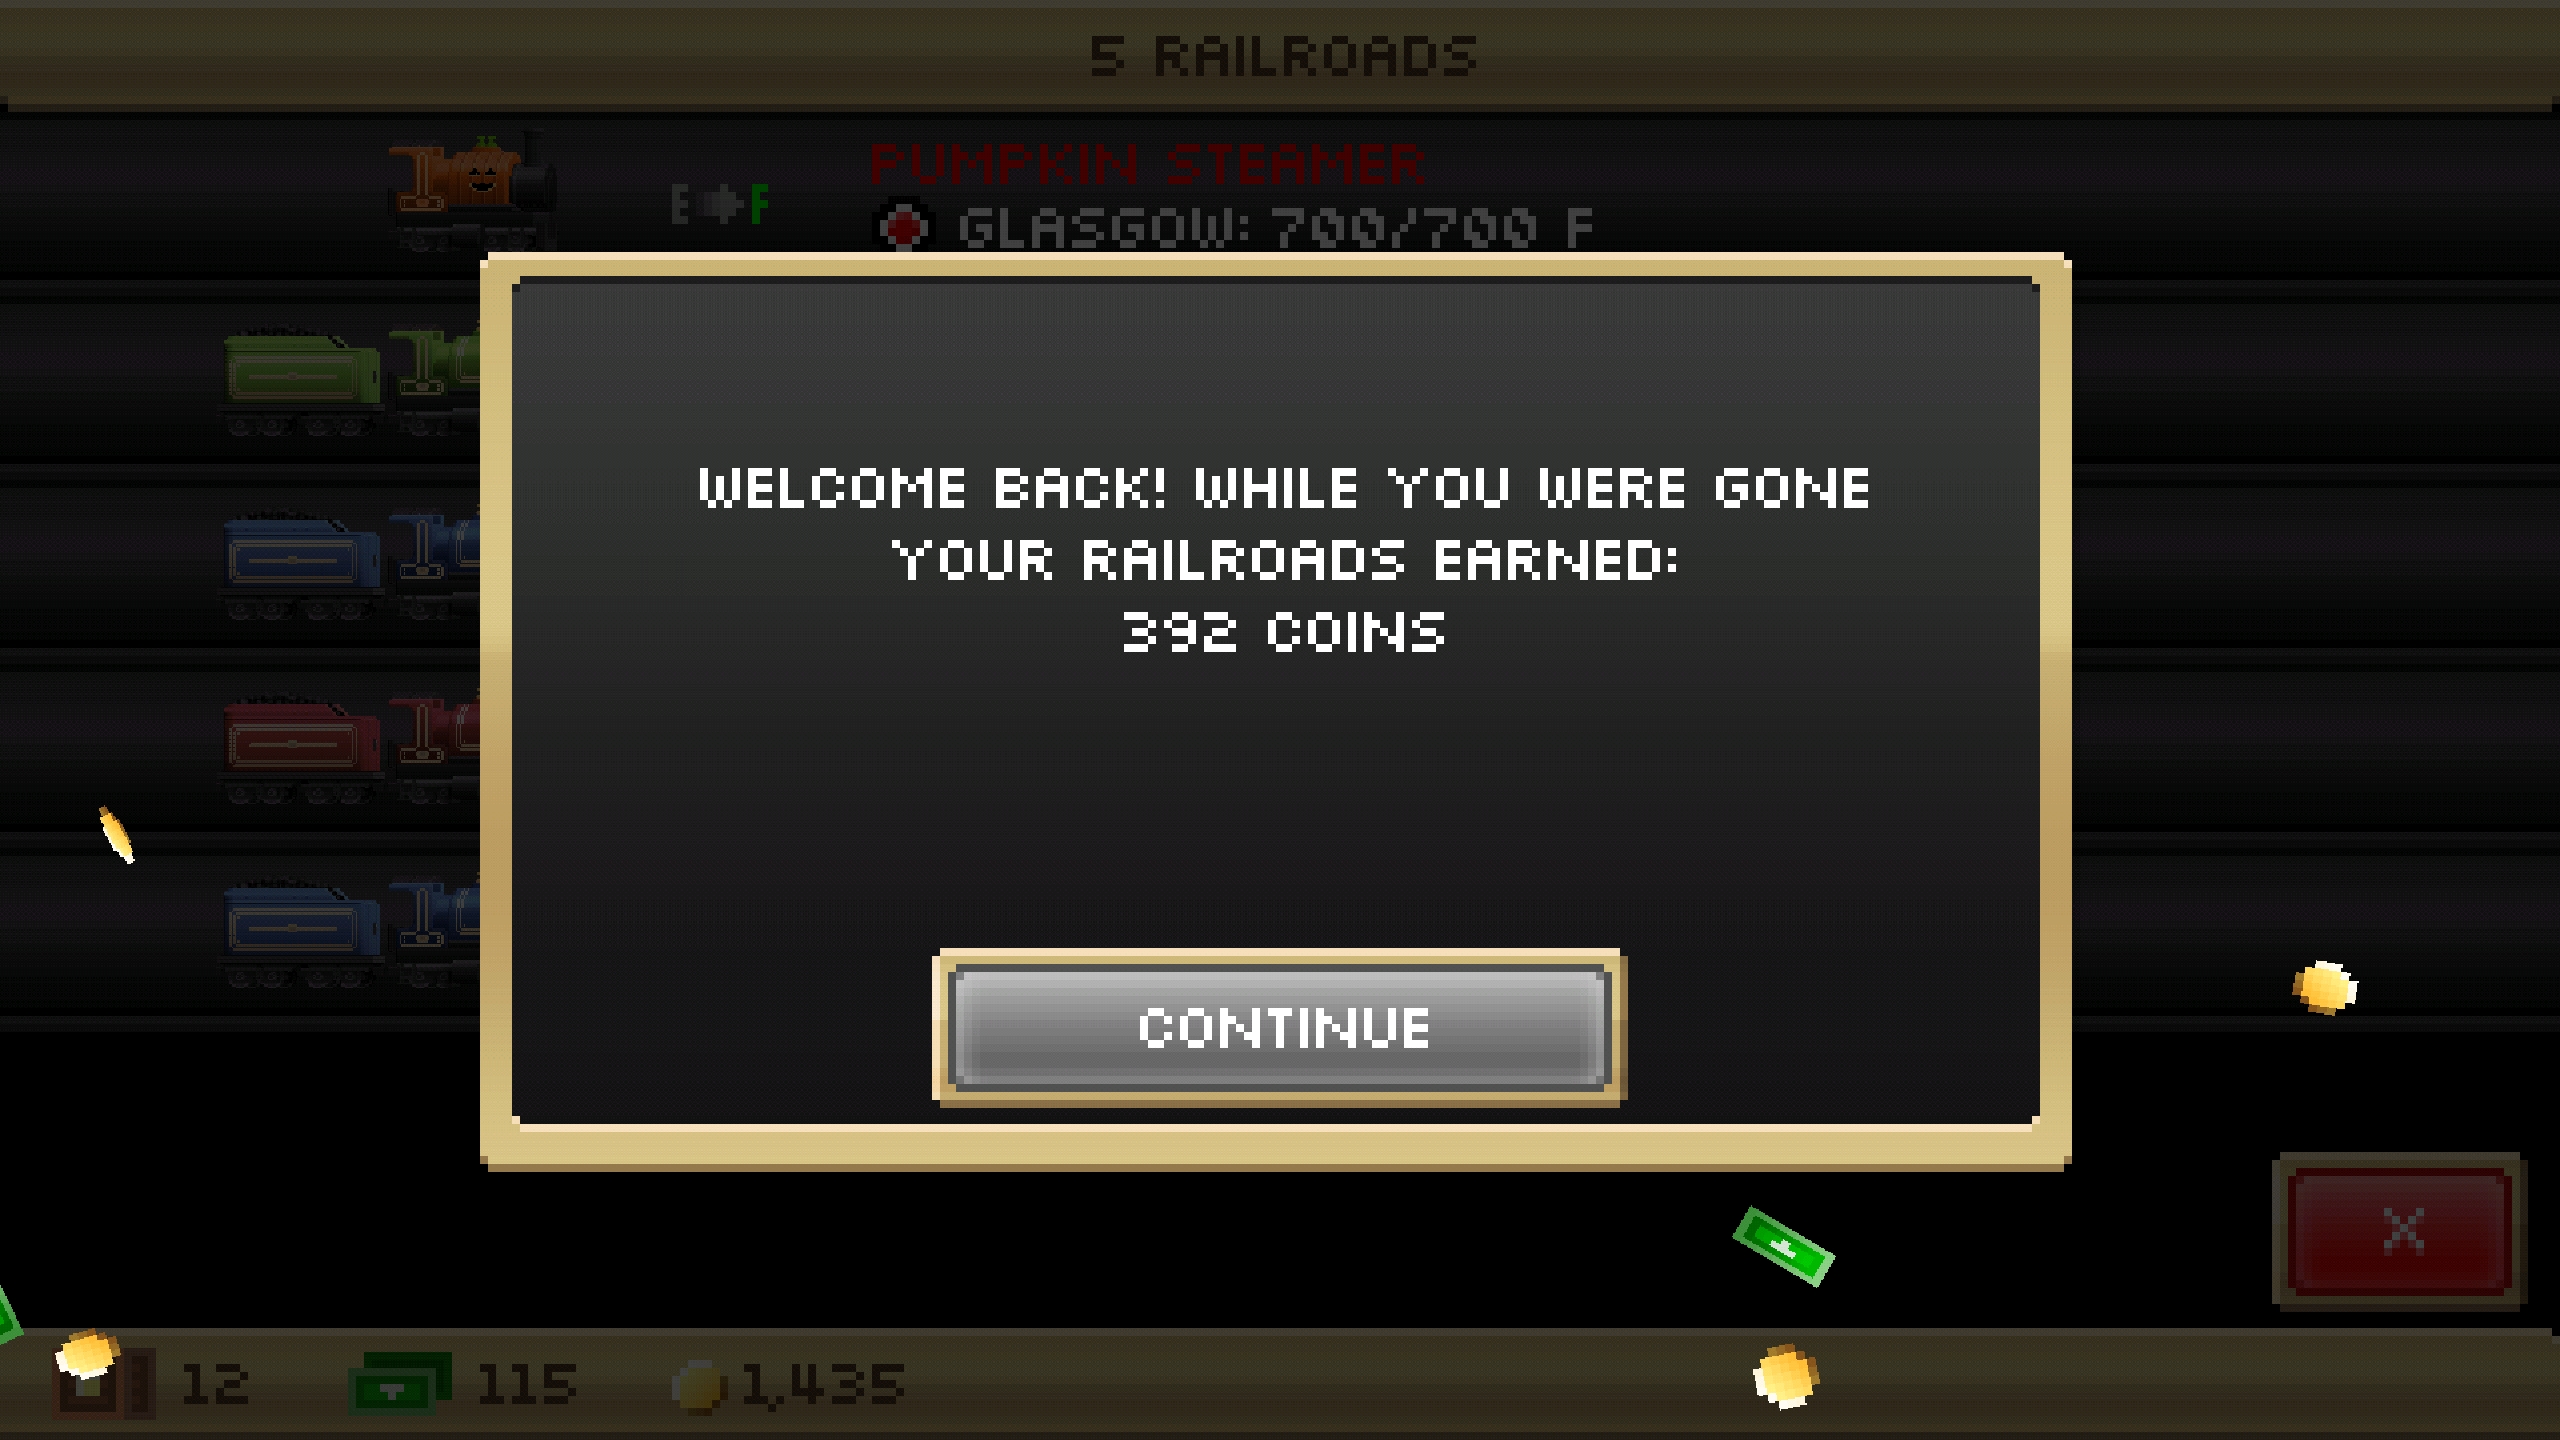 5 RAILROADS
PUMPKIN STEAMER
E F
GLASGOW: 700/700 F
WELCOME BACK! WHILE YOU WERE GONE
YOUR RAILROADS EARNED:
392 COINS
CONTINUE
X
12 115 1,435